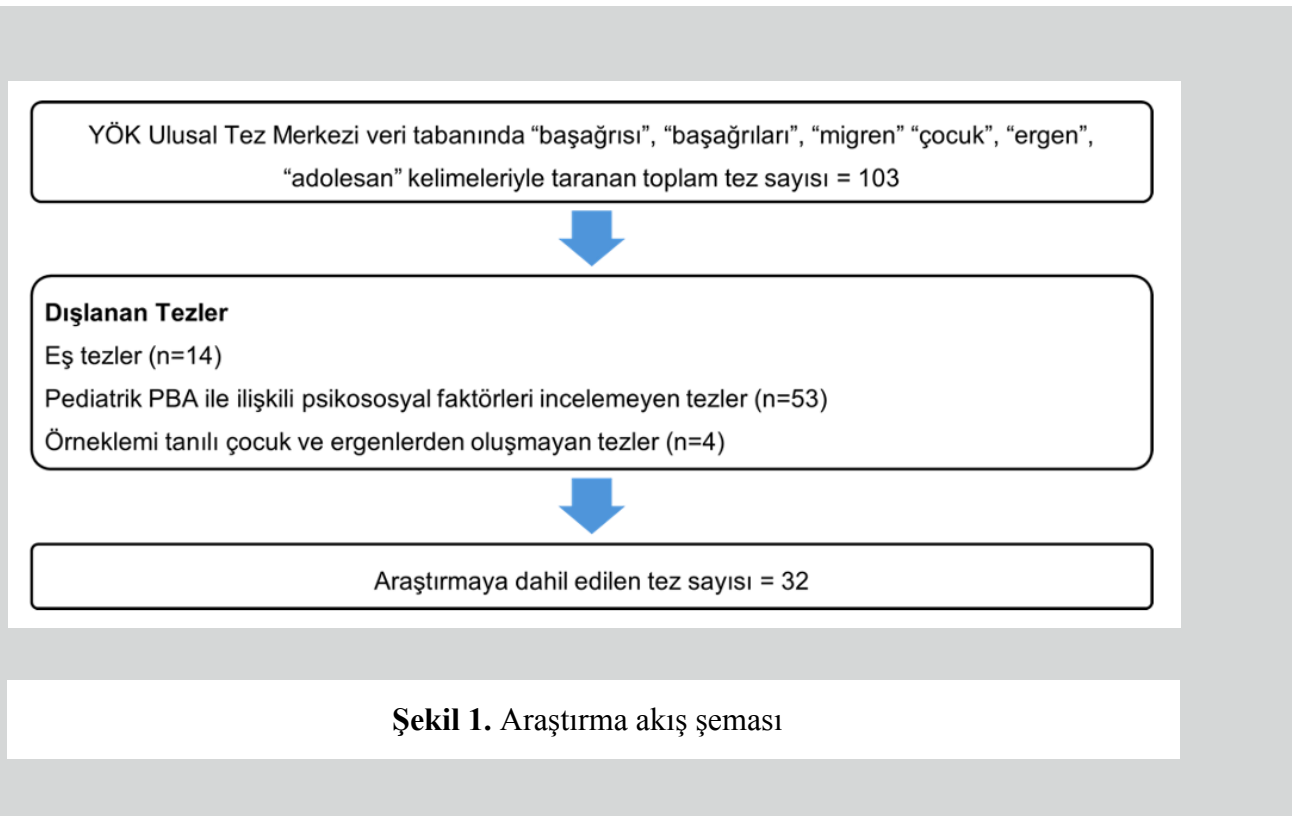 YÖK Ulusal Tez Merkezi veri tabanında “başağrısı”, “başağrıları”, “migren” “çocuk”, “ergen”,
“adolesan” kelimeleriyle taranan toplam tez sayısı = 103
Dışlanan Tezler
Eş tezler (n=14)
Pediatrik PBA ile ilişkili psikososyal faktörleri incelemeyen tezler (n=53)
Örneklemi tanılı çocuk ve ergenlerden oluşmayan tezler (n=4)
Araştırmaya dahil edilen tez sayısı = 32
Şekil 1. Araştırma akış şeması